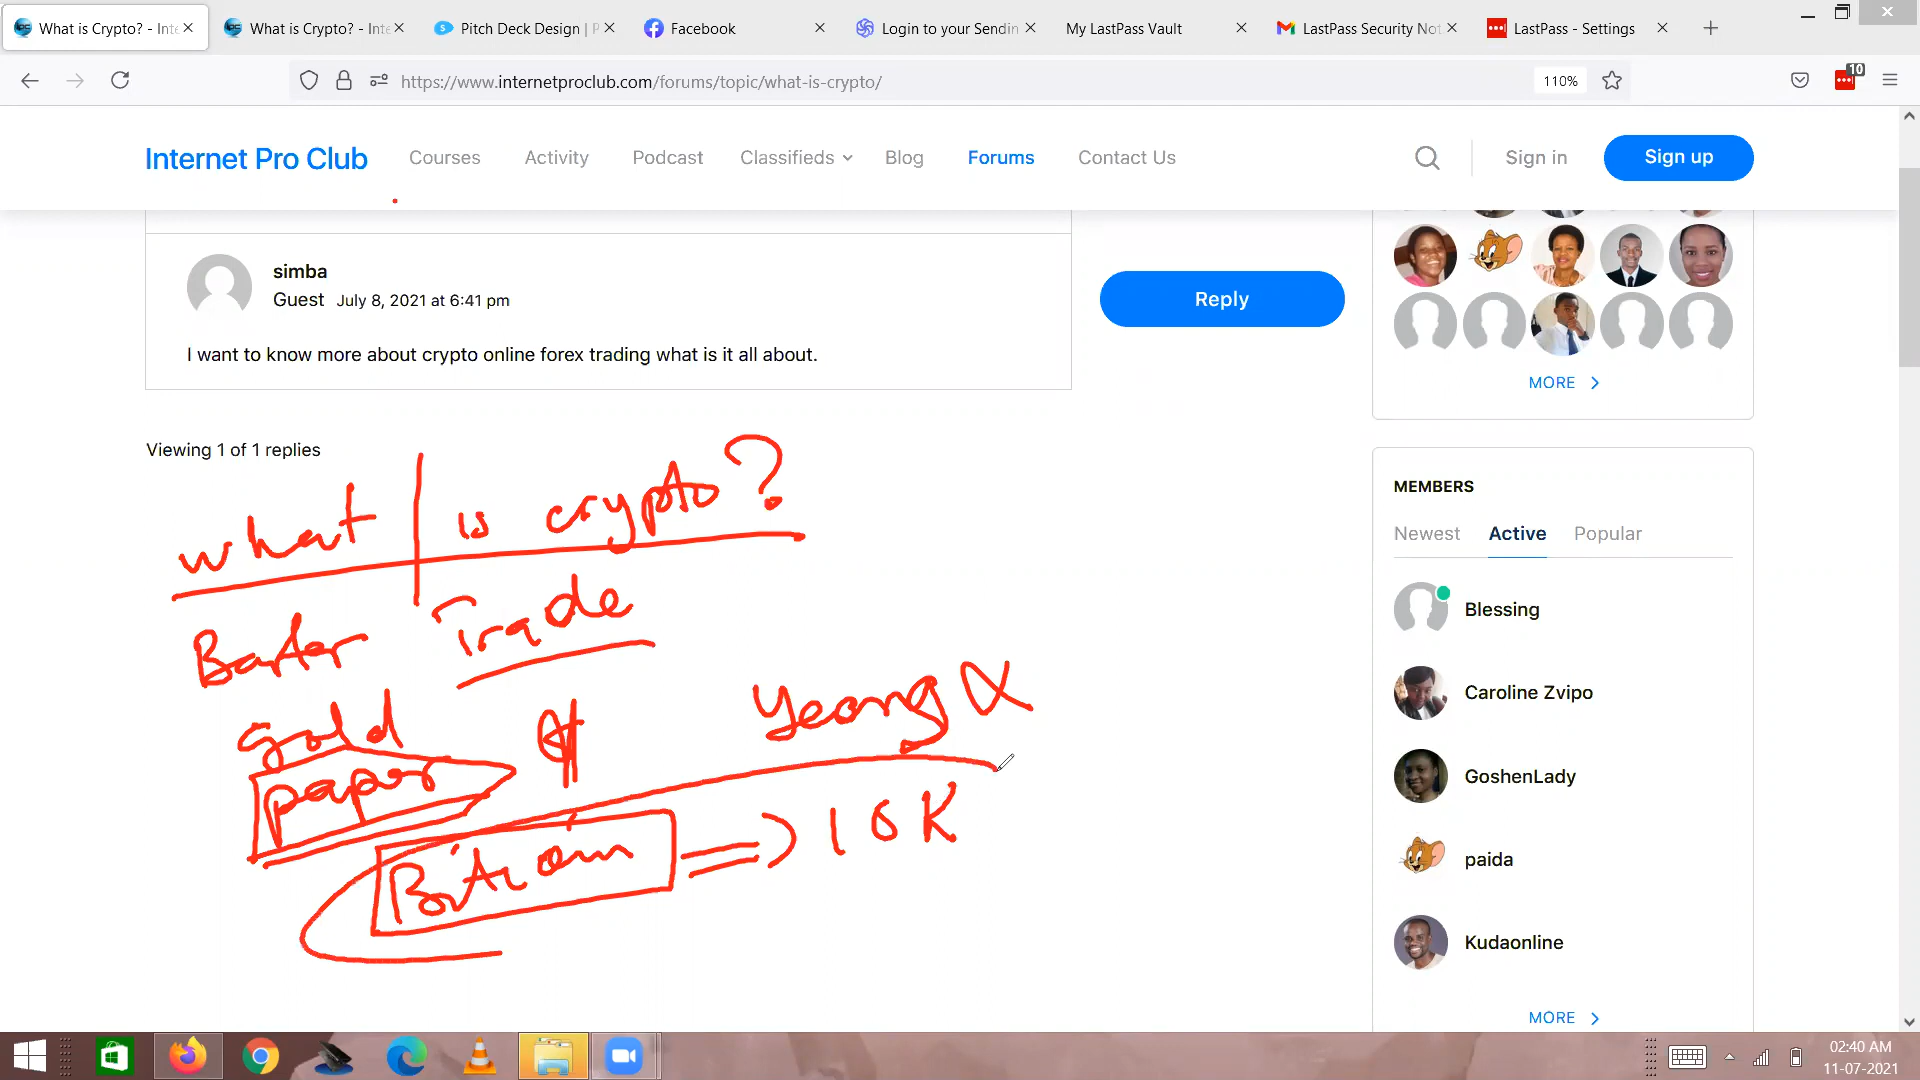 What is Crypto? - Inte
What is Crypto? - Inte
Pitch Deck Design | P
Facebook
Login to your Sendin
My LastPass Vault
LastPass Security Not
LastPass - Settings
https://www.internetproclub.com/forums/topic/what-is-crypto/
110%
10
Internet Pro Club
Courses
Activity
Podcast
Classifieds
Blog
Forums
Contact Us
Sign in
Sign up
simba
Guest July 8, 2021 at 6:41 pm
I want to know more about crypto online forex trading what is it all about.
Reply
MORE
Viewing 1 of 1 replies
what is crypto?
Barter Trade
Gold
paper
$
Bitcoin => 10K
MEMBERS
Newest Active Popular
Blessing
Caroline Zvipo
GoshenLady
paida
Kudaonline
MORE
02:40 AM
11-07-2021